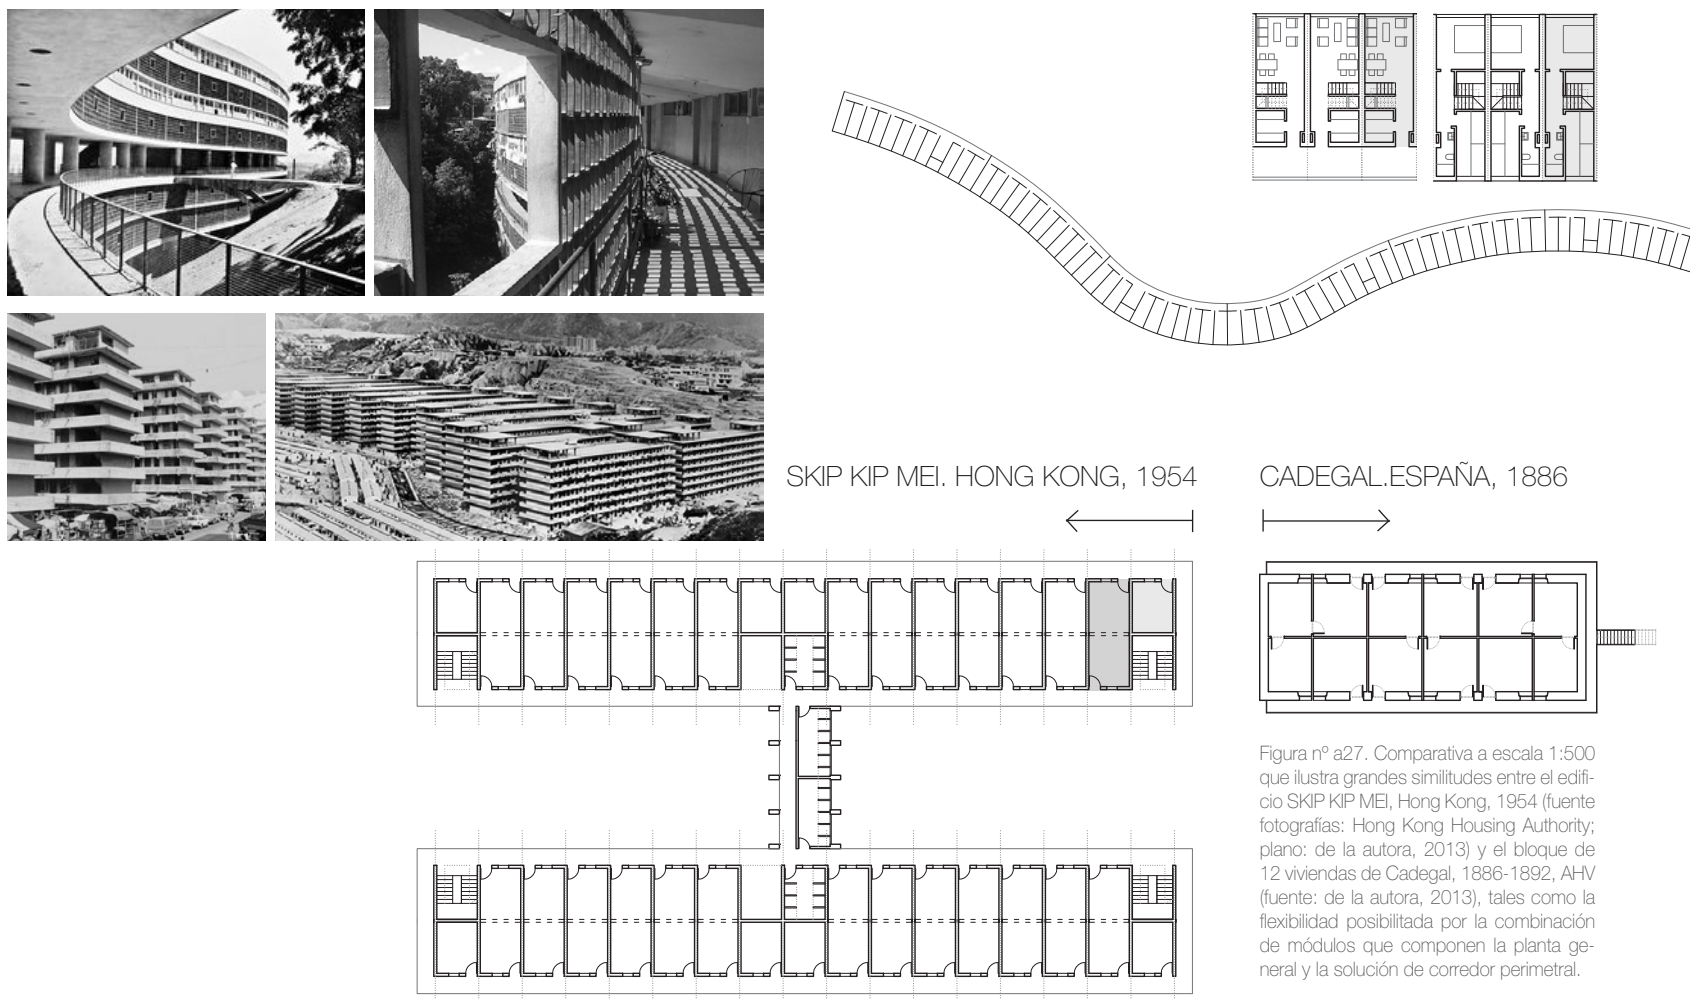 SKIP KIP MEI. HONG KONG, 1954
CADEGAL.ESPAÑA, 1886
Figura nº a27. Comparativa a escala 1:500
que ilustra grandes similitudes entre el edifi-
cio SKIP KIP MEI, Hong Kong, 1954 (fuente
fotografías: Hong Kong Housing Authority;
plano: de la autora, 2013) y el bloque de
12 viviendas de Cadegal, 1886-1892, AHV
(fuente: de la autora, 2013), tales como la
flexibilidad posibilitada por la combinación
de módulos que componen la planta ge-
neral y la solución de corredor perimetral.